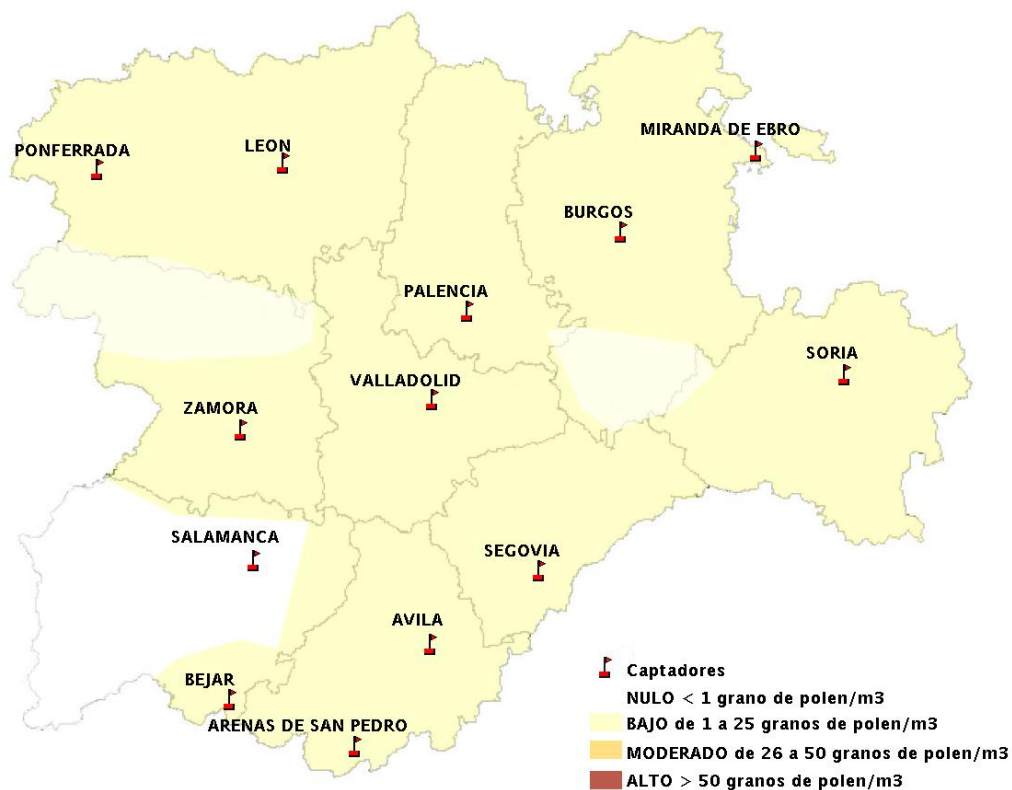 MIRANDA DE EBRO
PONFERRADA
LEON
BURGOS
PALENCIA
SORIA
VALLADOLID
ZAMORA
SALAMANCA
SEGOVIA
AVILA
BEJAR
ARENAS DE SAN PEDRO
Captadores
NULO < 1 grano de polen/m3
BAJO de 1 a 25 granos de polen/m3
MODERADO de 26 a 50 granos de polen/m3
ALTO > 50 granos de polen/m3